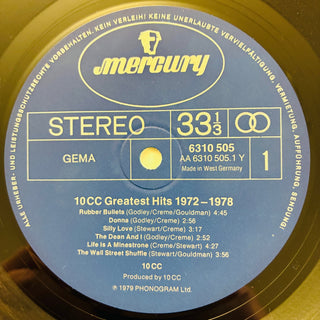 ALLE URHEBER- UND LEISTUNGSSCHUTZRECHTE VORBEHALTEN. KEIN VERLEIH! KEINE UNERLAUBTE VERVIELFÄLTIGUNG, VERMIETUNG, AUFFÜHRUNG, SENDUNG!
mercury
STEREO
33 1/3
GEMA
6310 505
AA 6310 505.1 Y
Made in West Germany
1
10CC Greatest Hits 1972–1978
Rubber Bullets (Godley/Creme/Gouldman) 4:45
Donna (Godley/Creme) 2:56
Silly Love (Stewart/Creme) 3:56
The Dean And I (Godley/Creme) 2:52
Life Is A Minestrone (Creme/Stewart) 4:27
The Wall Street Shuffle (Stewart/Gouldman) 3:56
10CC
Produced by 10CC
℗ 1979 PHONOGRAM Ltd.